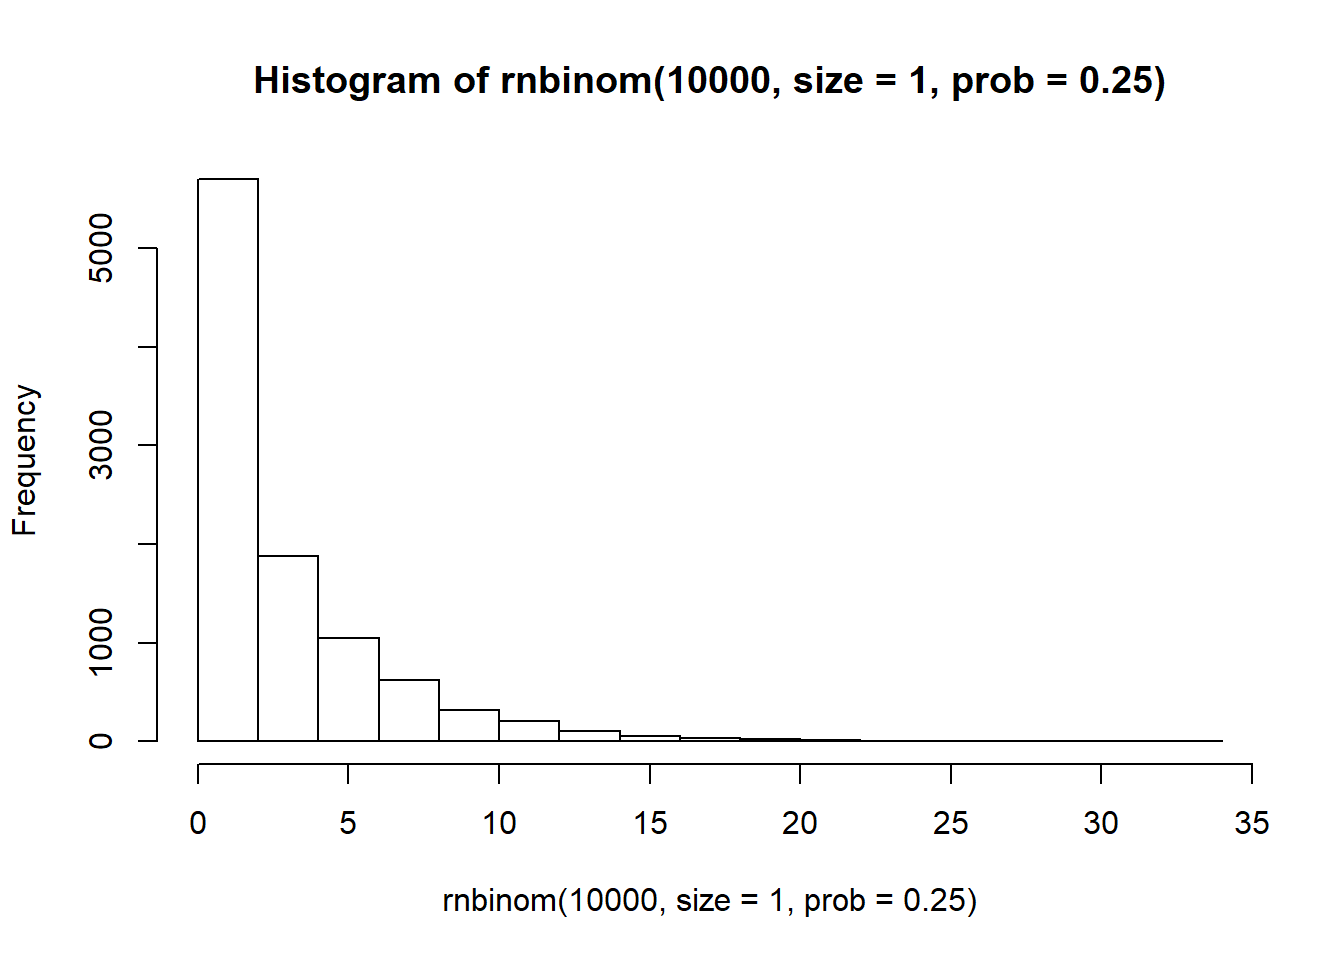 Histogram of rnbinom(10000, size = 1, prob = 0.25)
Frequency
5000
3000
1000
0
0 5 10 15 20 25 30 35
rnbinom(10000, size = 1, prob = 0.25)